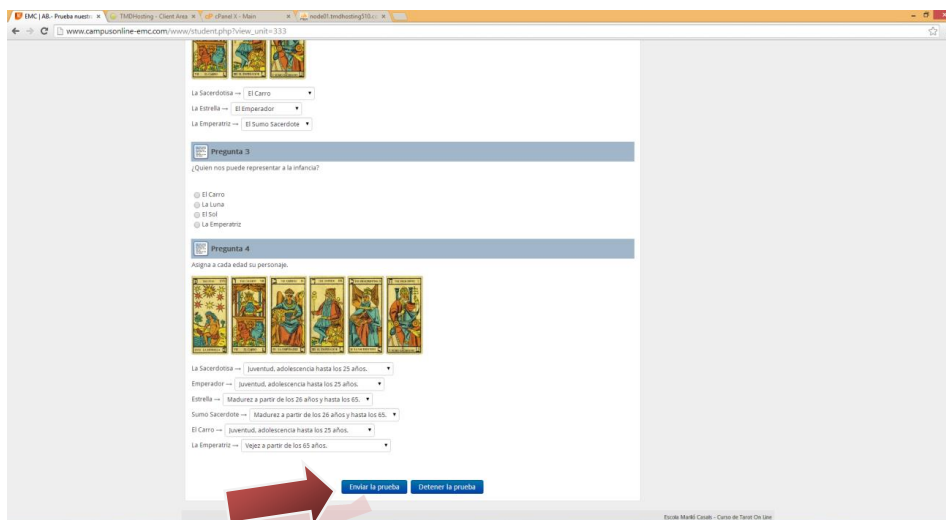 EMC | AB.- Prueba nuestr
TMDHosting - Client Area
cPanel X - Main
node01.tmdhosting510.c
www.campusonline-emc.com/www/student.php?view_unit=333
La Sacerdotisa → El Carro
La Estrella → El Emperador
La Emperatriz → El Sumo Sacerdote
Pregunta 3
¿Quien nos puede representar a la infancia?
El Carro
La Luna
El Sol
La Emperatriz
Pregunta 4
Asigna a cada edad su personaje.
La Sacerdotisa → Juventud, adolescencia hasta los 25 años.
Emperador → Juventud, adolescencia hasta los 25 años.
Estrella → Madurez a partir de los 26 años y hasta los 65.
Sumo Sacerdote → Madurez a partir de los 26 años y hasta los 65.
El Carro → Juventud, adolescencia hasta los 25 años.
La Emperatriz → Vejez a partir de los 65 años.
Enviar la prueba Detener la prueba
Escola Mariló Casals - Curso de Tarot On Line